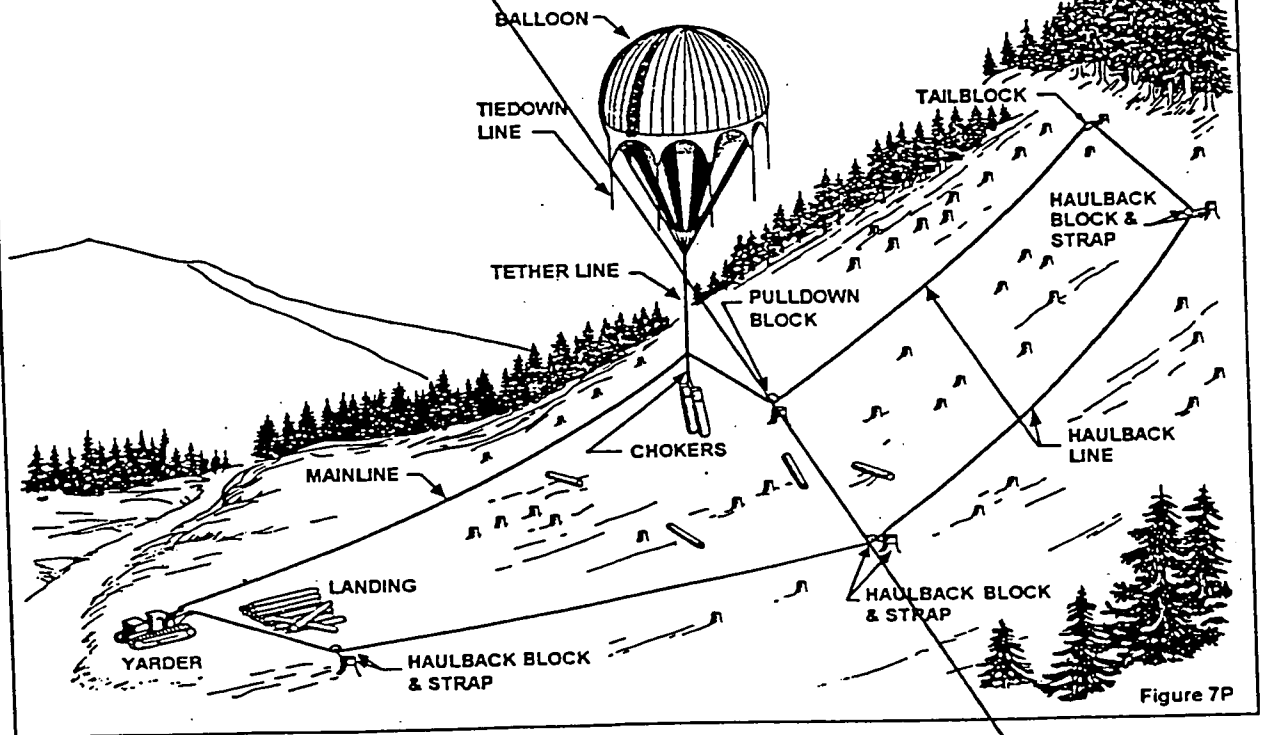 BALLOON
TIEDOWN
LINE
TAILBLOCK
HAULBACK
BLOCK &
STRAP
TETHER LINE
PULLDOWN
BLOCK
CHOKERS
HAULBACK
LINE
MAINLINE
LANDING
HAULBACK BLOCK
& STRAP
YARDER
HAULBACK BLOCK
& STRAP
Figure 7P